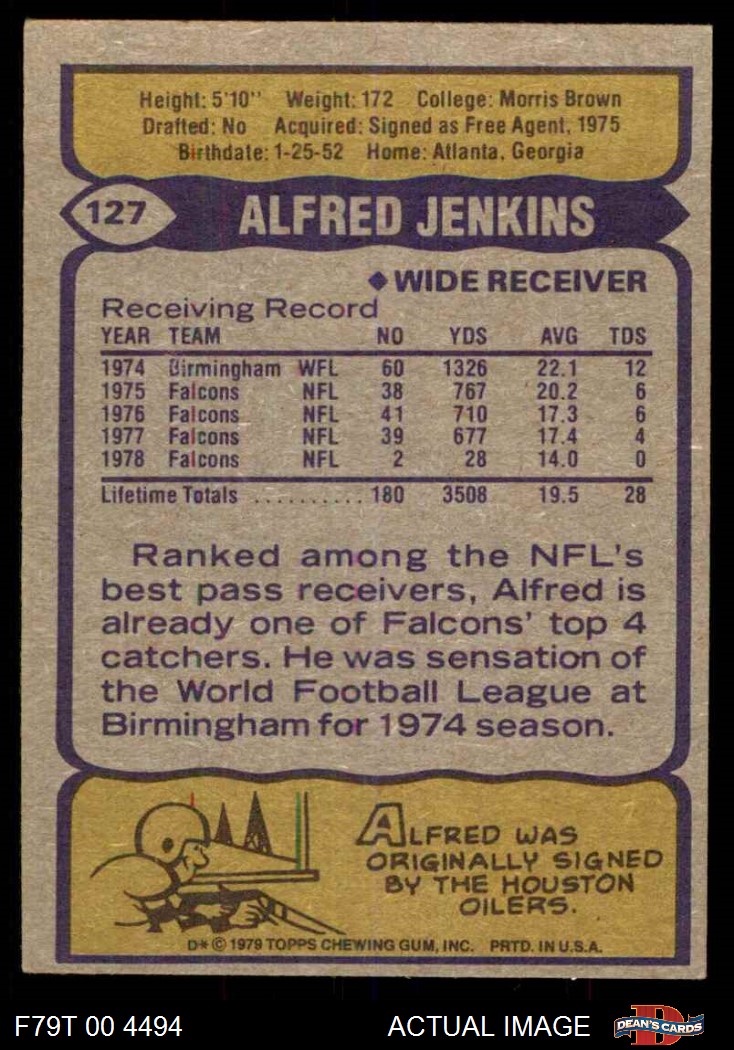 Height: 5'10" Weight: 172 College: Morris Brown
Drafted: No Acquired: Signed as Free Agent, 1975
Birthdate: 1-25-52 Home: Atlanta, Georgia
127 ALFRED JENKINS
◆ WIDE RECEIVER
Receiving Record
YEAR TEAM NO YDS AVG TDS
1974 Birmingham WFL 60 1326 22.1 12
1975 Falcons NFL 38 767 20.2 6
1976 Falcons NFL 41 710 17.3 6
1977 Falcons NFL 39 677 17.4 4
1978 Falcons NFL 2 28 14.0 0
Lifetime Totals .......... 180 3508 19.5 28
Ranked among the NFL's
best pass receivers, Alfred is
already one of Falcons' top 4
catchers. He was sensation of
the World Football League at
Birmingham for 1974 season.
ALFRED WAS
ORIGINALLY SIGNED
BY THE HOUSTON
OILERS.
D* © 1979 TOPPS CHEWING GUM, INC. PRTD. IN U.S.A.
F79T 00 4494 ACTUAL IMAGE D DEAN'S CARDS